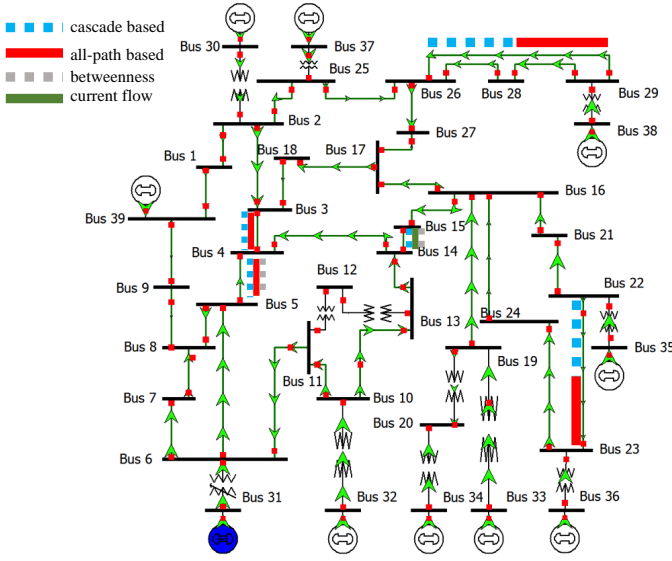 cascade based
all-path based
betweenness
current flow
Bus 30
Bus 37
Bus 25
Bus 26
Bus 28
Bus 29
Bus 38
Bus 2
Bus 27
Bus 1
Bus 18
Bus 17
Bus 16
Bus 39
Bus 3
Bus 15
Bus 21
Bus 4
Bus 14
Bus 12
Bus 22
Bus 9
Bus 5
Bus 13
Bus 24
Bus 8
Bus 11
Bus 19
Bus 35
Bus 7
Bus 10
Bus 20
Bus 6
Bus 23
Bus 31
Bus 32
Bus 34
Bus 33
Bus 36